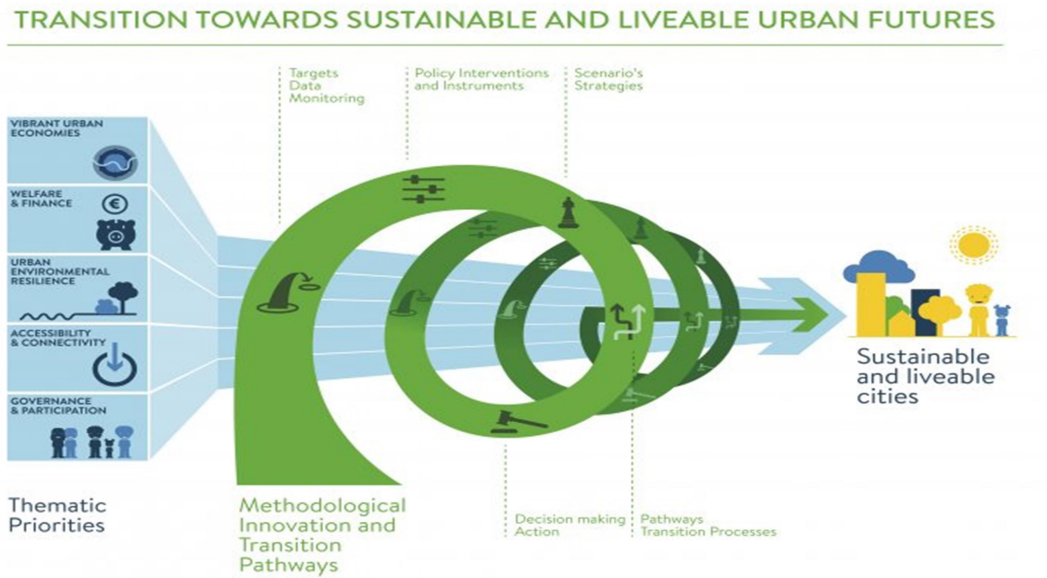 TRANSITION TOWARDS SUSTAINABLE AND LIVEABLE URBAN FUTURES
Targets
Data
Monitoring
Policy Interventions
and Instruments
Scenario's
Strategies
VIBRANT URBAN
ECONOMIES
WELFARE
& FINANCE
€
URBAN
ENVIRONMENTAL
RESILIENCE
ACCESSIBILITY
& CONNECTIVITY
GOVERNANCE
& PARTICIPATION
Sustainable
and liveable
cities
Thematic
Priorities
Methodological
Innovation and
Transition
Pathways
Decision making
Action
Pathways
Transition Processes